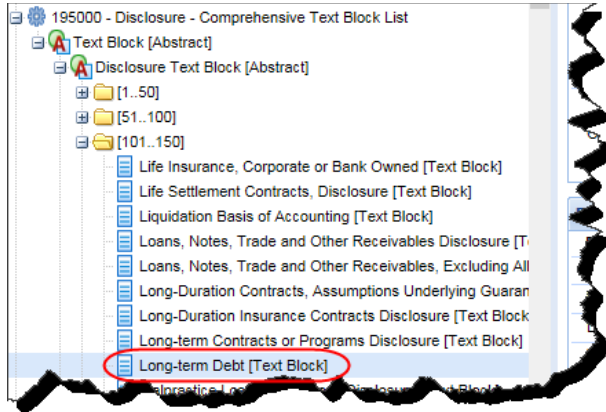 195000 - Disclosure - Comprehensive Text Block List
Text Block [Abstract]
Disclosure Text Block [Abstract]
[1..50]
[51..100]
[101..150]
Life Insurance, Corporate or Bank Owned [Text Block]
Life Settlement Contracts, Disclosure [Text Block]
Liquidation Basis of Accounting [Text Block]
Loans, Notes, Trade and Other Receivables Disclosure [T
Loans, Notes, Trade and Other Receivables, Excluding All
Long-Duration Contracts, Assumptions Underlying Guaran
Long-Duration Insurance Contracts Disclosure [Text Block
Long-term Contracts or Programs Disclosure [Text Block]
Long-term Debt [Text Block]